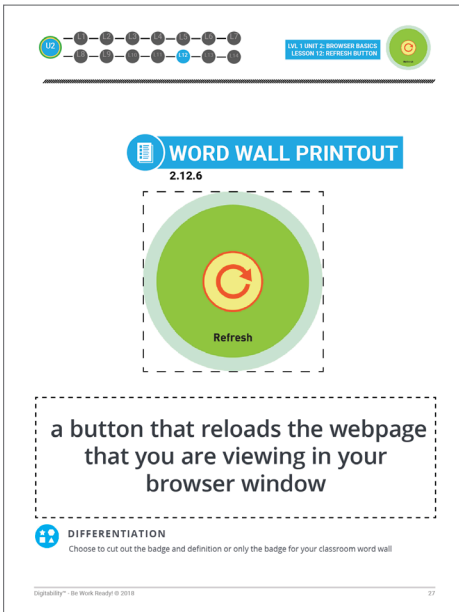 U2
L1 L2 L3 L4 L5 L6 L7
L8 L9 L10 L11 L12 L13 L14
LVL 1 UNIT 2: BROWSER BASICS
LESSON 12: REFRESH BUTTON
Refresh
WORD WALL PRINTOUT
2.12.6
Refresh
a button that reloads the webpage
that you are viewing in your
browser window
DIFFERENTIATION
Choose to cut out the badge and definition or only the badge for your classroom word wall
Digitability™ - Be Work Ready! © 2018
27